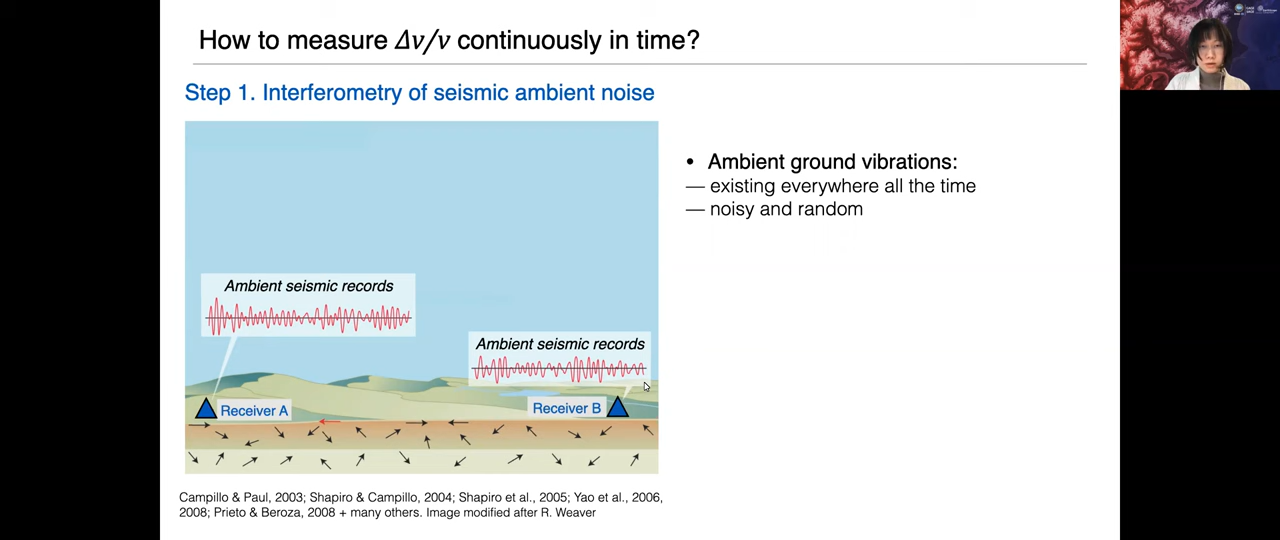 How to measure Δv/v continuously in time?
Step 1. Interferometry of seismic ambient noise
Ambient seismic records
Ambient seismic records
Receiver A
Receiver B
• Ambient ground vibrations:
— existing everywhere all the time
— noisy and random
Campillo & Paul, 2003; Shapiro & Campillo, 2004; Shapiro et al., 2005; Yao et al., 2006,
2008; Prieto & Beroza, 2008 + many others. Image modified after R. Weaver